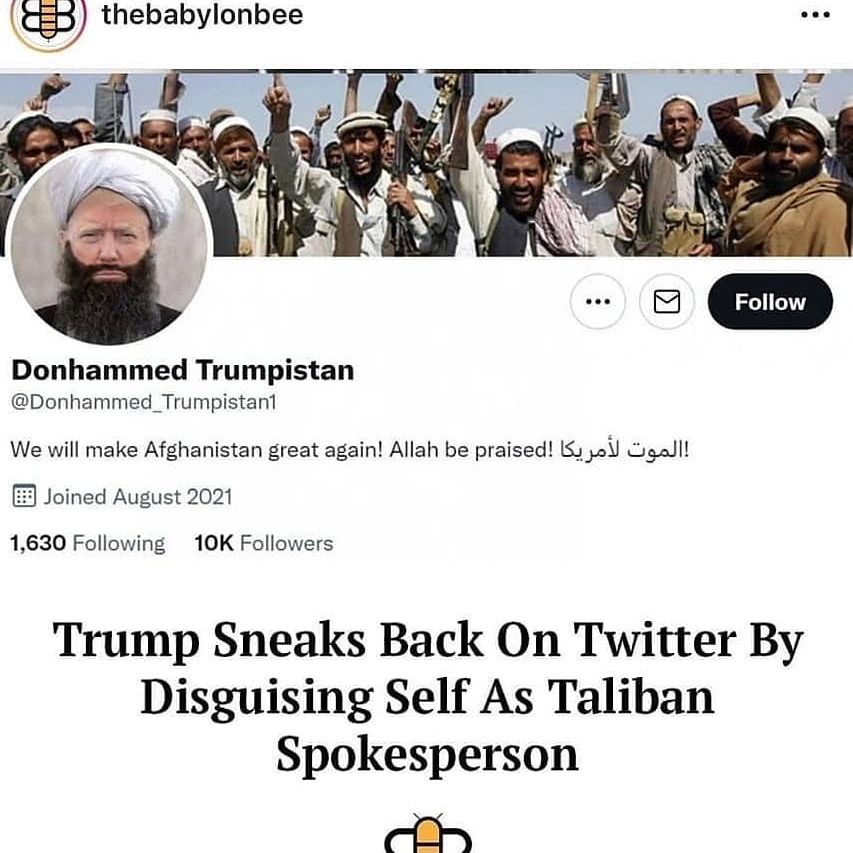 thebabylonbee
Follow
Donhammed Trumpistan
@Donhammed_Trumpistan1
We will make Afghanistan great again! Allah be praised! الموت لأمريكا!
Joined August 2021
1,630 Following 10K Followers
Trump Sneaks Back On Twitter By
Disguising Self As Taliban
Spokesperson